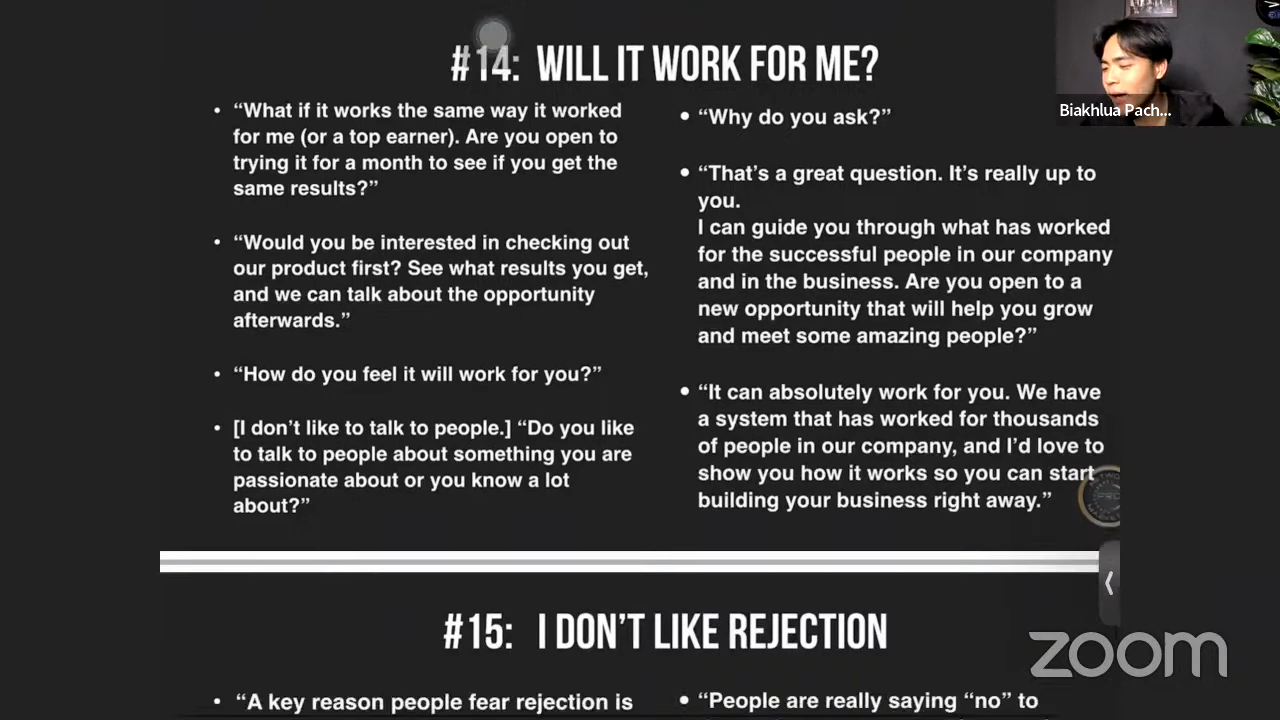 #14: WILL IT WORK FOR ME?
• “What if it works the same way it worked
for me (or a top earner). Are you open to
trying it for a month to see if you get the
same results?”
• “Would you be interested in checking out
our product first? See what results you get,
and we can talk about the opportunity
afterwards.”
• “How do you feel it will work for you?”
• [I don’t like to talk to people.] “Do you like
to talk to people about something you are
passionate about or you know a lot
about?”
• “Why do you ask?”
• “That’s a great question. It’s really up to
you.
I can guide you through what has worked
for the successful people in our company
and in the business. Are you open to a
new opportunity that will help you grow
and meet some amazing people?”
• “It can absolutely work for you. We have
a system that has worked for thousands
of people in our company, and I’d love to
show you how it works so you can start
building your business right away.”
Biakhlua Pach...
#15: I DON’T LIKE REJECTION
• “A key reason people fear rejection is
• “People are really saying “no” to
zoom